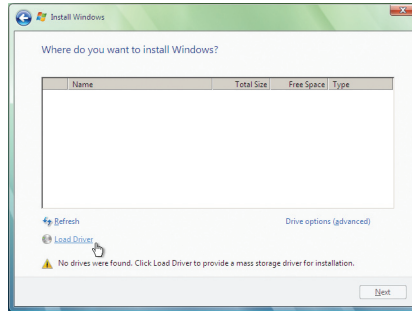 Install Windows
Where do you want to install Windows?
Name Total Size Free Space Type
Refresh Drive options (advanced)
Load Driver
No drives were found. Click Load Driver to provide a mass storage driver for installation.
Next